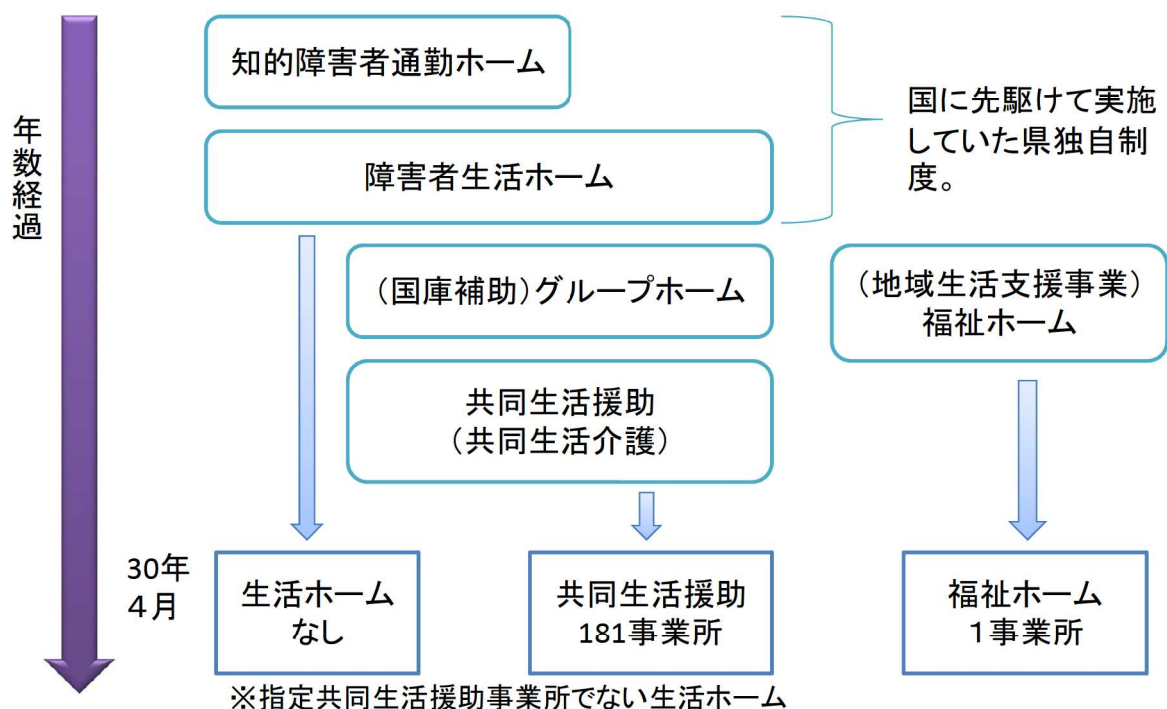 年数経過
知的障害者通勤ホーム
障害者生活ホーム
国に先駆けて実施
していた県独自制
度。
（国庫補助）グループホーム
（地域生活支援事業）
福祉ホーム
共同生活援助
（共同生活介護）
30年
４月
生活ホーム
なし
共同生活援助
181事業所
福祉ホーム
１事業所
※指定共同生活援助事業所でない生活ホーム